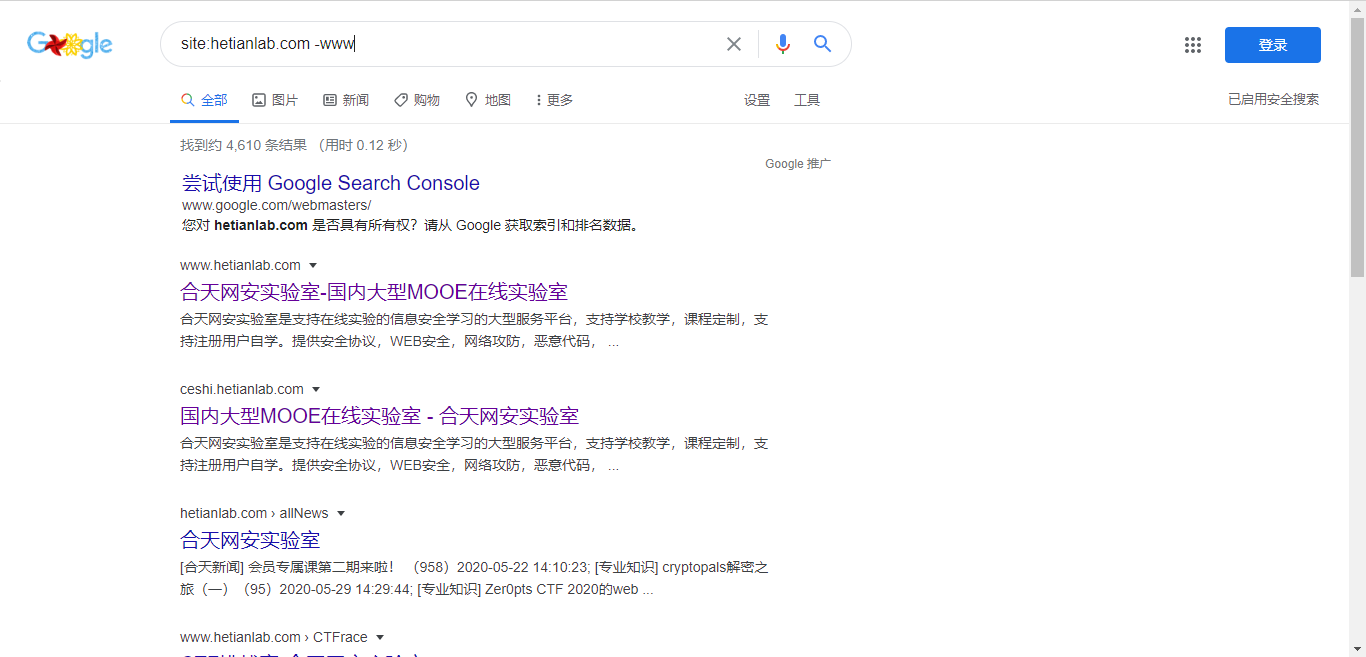 Google
site:hetianlab.com -www
登录
全部 图片 新闻 购物 地图 更多 设置 工具 已启用安全搜索
找到约 4,610 条结果 （用时 0.12 秒）
Google 推广
尝试使用 Google Search Console
www.google.com/webmasters/
您对 hetianlab.com 是否具有所有权？请从 Google 获取索引和排名数据。
www.hetianlab.com
合天网安实验室-国内大型MOOE在线实验室
合天网安实验室是支持在线实验的信息安全学习的大型服务平台，支持学校教学，课程定制，支
持注册用户自学。提供安全协议，WEB安全，网络攻防，恶意代码， ...
ceshi.hetianlab.com
国内大型MOOE在线实验室 - 合天网安实验室
合天网安实验室是支持在线实验的信息安全学习的大型服务平台，支持学校教学，课程定制，支
持注册用户自学。提供安全协议，WEB安全，网络攻防，恶意代码， ...
hetianlab.com › allNews
合天网安实验室
[合天新闻] 会员专属课第二期来啦！ （958）2020-05-22 14:10:23; [专业知识] cryptopals解密之
旅（一）（95）2020-05-29 14:29:44; [专业知识] Zer0pts CTF 2020的web ...
www.hetianlab.com › CTFrace